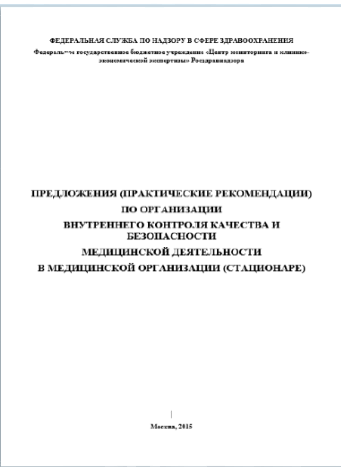 ФЕДЕРАЛЬНАЯ СЛУЖБА ПО НАДЗОРУ В СФЕРЕ ЗДРАВООХРАНЕНИЯ
Федеральное государственное бюджетное учреждение «Центр мониторинга и клинико-
экономической экспертизы» Росздравнадзора
ПРЕДЛОЖЕНИЯ (ПРАКТИЧЕСКИЕ РЕКОМЕНДАЦИИ)
ПО ОРГАНИЗАЦИИ
ВНУТРЕННЕГО КОНТРОЛЯ КАЧЕСТВА И
БЕЗОПАСНОСТИ
МЕДИЦИНСКОЙ ДЕЯТЕЛЬНОСТИ
В МЕДИЦИНСКОЙ ОРГАНИЗАЦИИ (СТАЦИОНАРЕ)
Москва, 2015